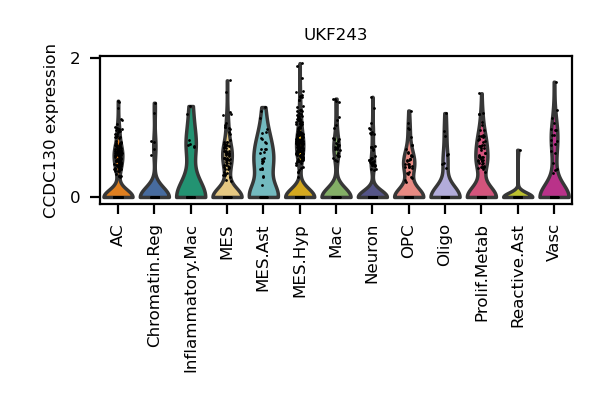 UKF243
CCDC130 expression
2
0
AC
Chromatin.Reg
Inflammatory.Mac
MES
MES.Ast
MES.Hyp
Mac
Neuron
OPC
Oligo
Prolif.Metab
Reactive.Ast
Vasc